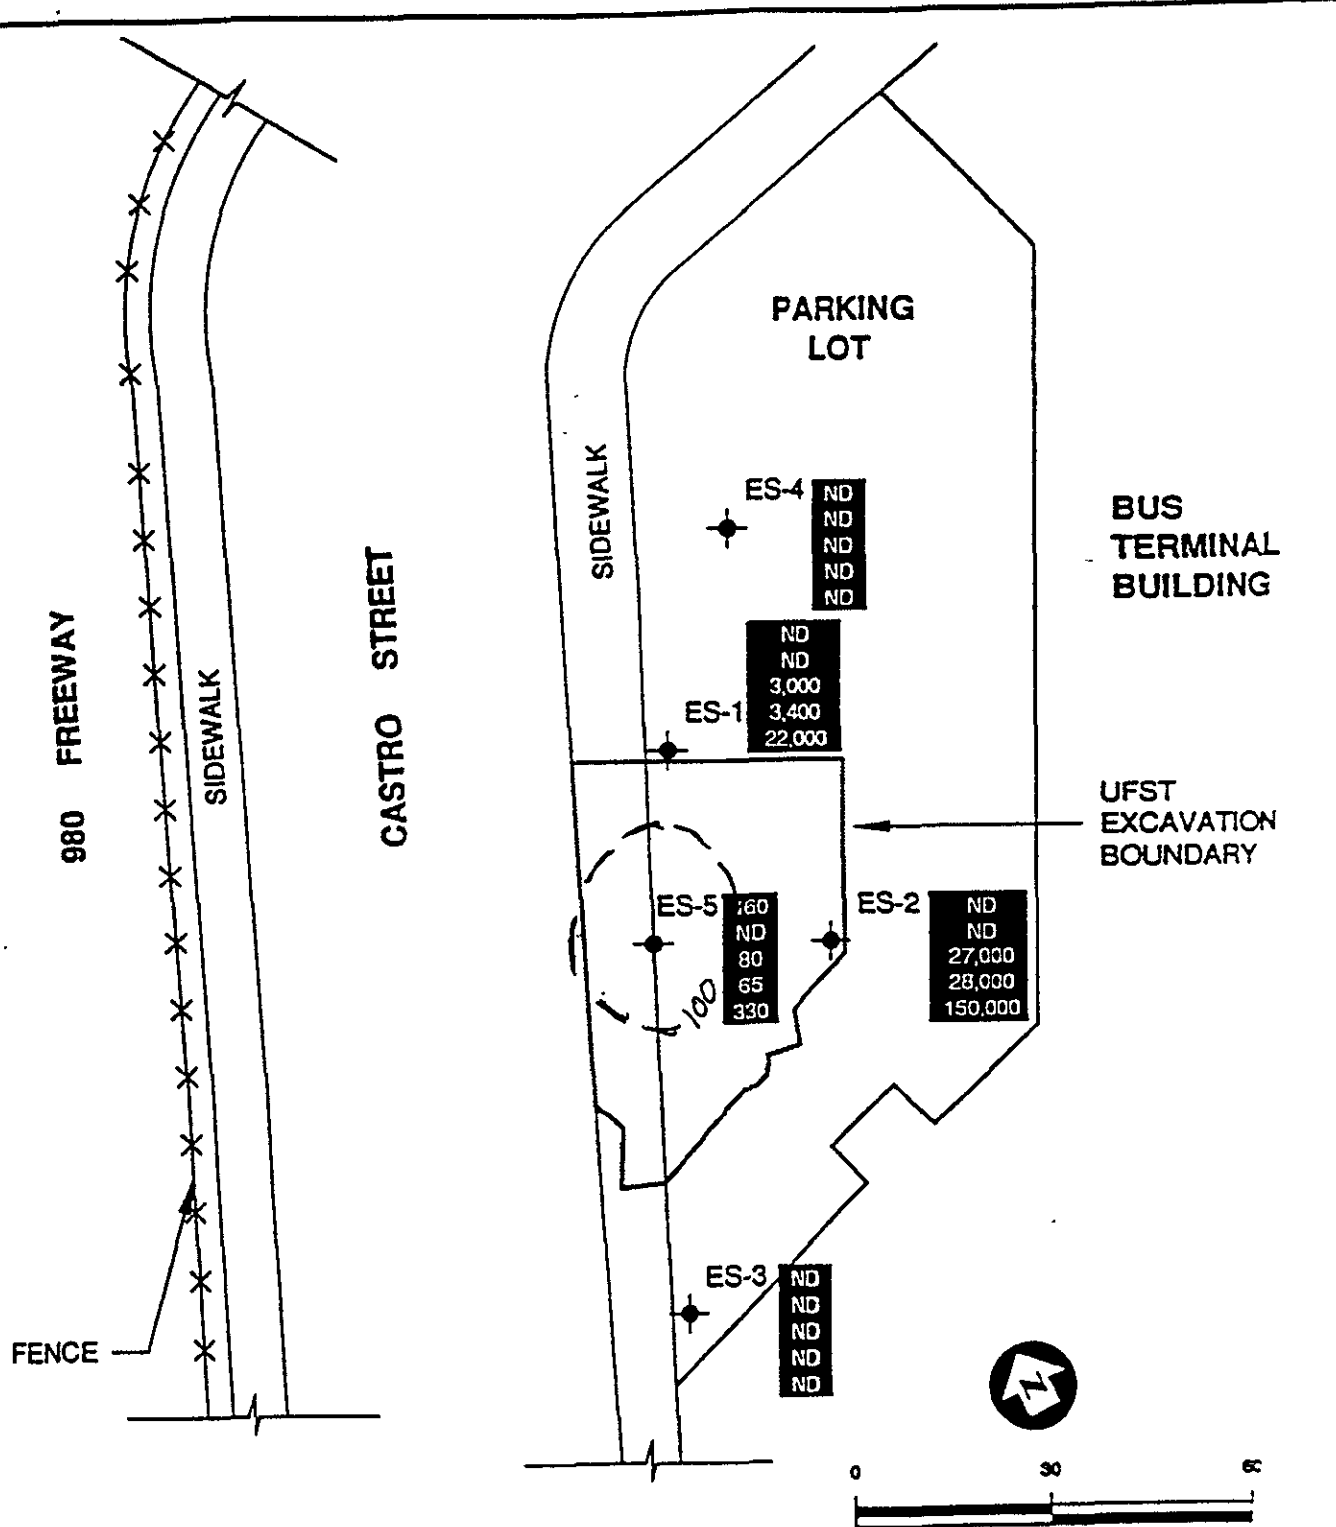 PARKING
LOT
SIDEWALK
ES-4
ND
ND
ND
ND
ND
BUS
TERMINAL
BUILDING
980 FREEWAY
SIDEWALK
CASTRO STREET
ES-1
ND
ND
3,000
3,400
22,000
UFST
EXCAVATION
BOUNDARY
ES-5
160
ND
80
65
330
100
ES-2
ND
ND
27,000
28,000
150,000
ES-3
ND
ND
ND
ND
ND
FENCE
N
0 30 60